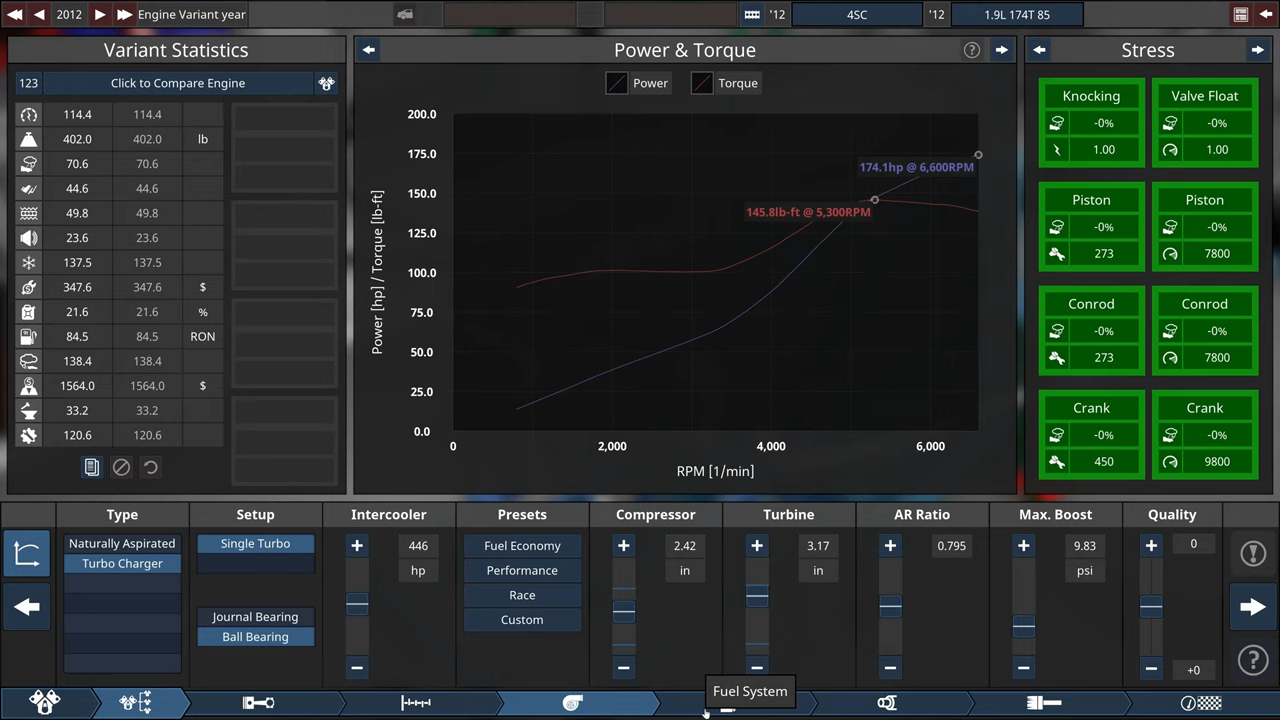 2012 Engine Variant year '12 4SC '12 1.9L 174T 85
Variant Statistics
123 Click to Compare Engine
114.4 114.4
402.0 402.0 lb
70.6 70.6
44.6 44.6
49.8 49.8
23.6 23.6
137.5 137.5
347.6 347.6 $
21.6 21.6 %
84.5 84.5 RON
138.4 138.4
1564.0 1564.0 $
33.2 33.2
120.6 120.6
Power & Torque
?
Power Torque
Power [hp] / Torque [lb-ft]
200.0
175.0
150.0
125.0
100.0
75.0
50.0
25.0
0.0
174.1hp @ 6,600RPM
145.8lb-ft @ 5,300RPM
0 2,000 4,000 6,000
RPM [1/min]
Stress
Knocking Valve Float
-0% -0%
1.00 1.00
Piston Piston
-0% -0%
273 7800
Conrod Conrod
-0% -0%
273 7800
Crank Crank
-0% -0%
450 9800
Type
Naturally Aspirated
Turbo Charger
Setup
Single Turbo
Journal Bearing
Ball Bearing
Intercooler
446
hp
Presets
Fuel Economy
Performance
Race
Custom
Compressor
2.42
in
Turbine
3.17
in
AR Ratio
0.795
Max. Boost
9.83
psi
Quality
0
+0
?
Fuel System